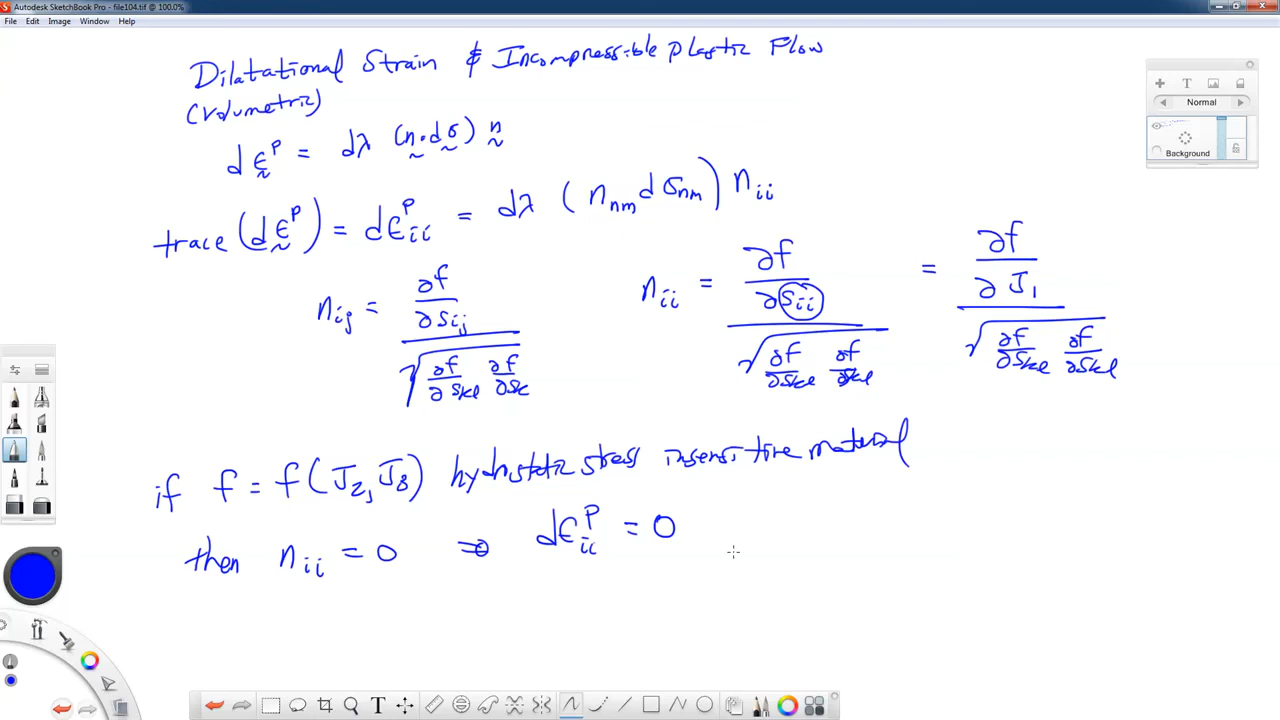 Autodesk SketchBook Pro - file104.tif @ 100.0%
File Edit Image Window Help
Dilatational Strain & Incompressible Plastic Flow
(Volumetric)
dε^P = dλ (n·dσ) n
trace (dε^P) = dε^P_ii = dλ (n_nm dσ_nm) n_ii
n_ij = ∂f/∂s_ij / √(∂f/∂s_kl ∂f/∂s_k) n_ii = ∂f/∂s_ii / √(∂f/∂s_kl ∂f/∂s_kl) = ∂f/∂J_1 / √(∂f/∂s_kl ∂f/∂s_kl)
if f = f(J_2, J_3) hydrostatic stress insensitive material
then n_ii = 0 ⇒ dε^P_ii = 0
Normal
Background
T
T